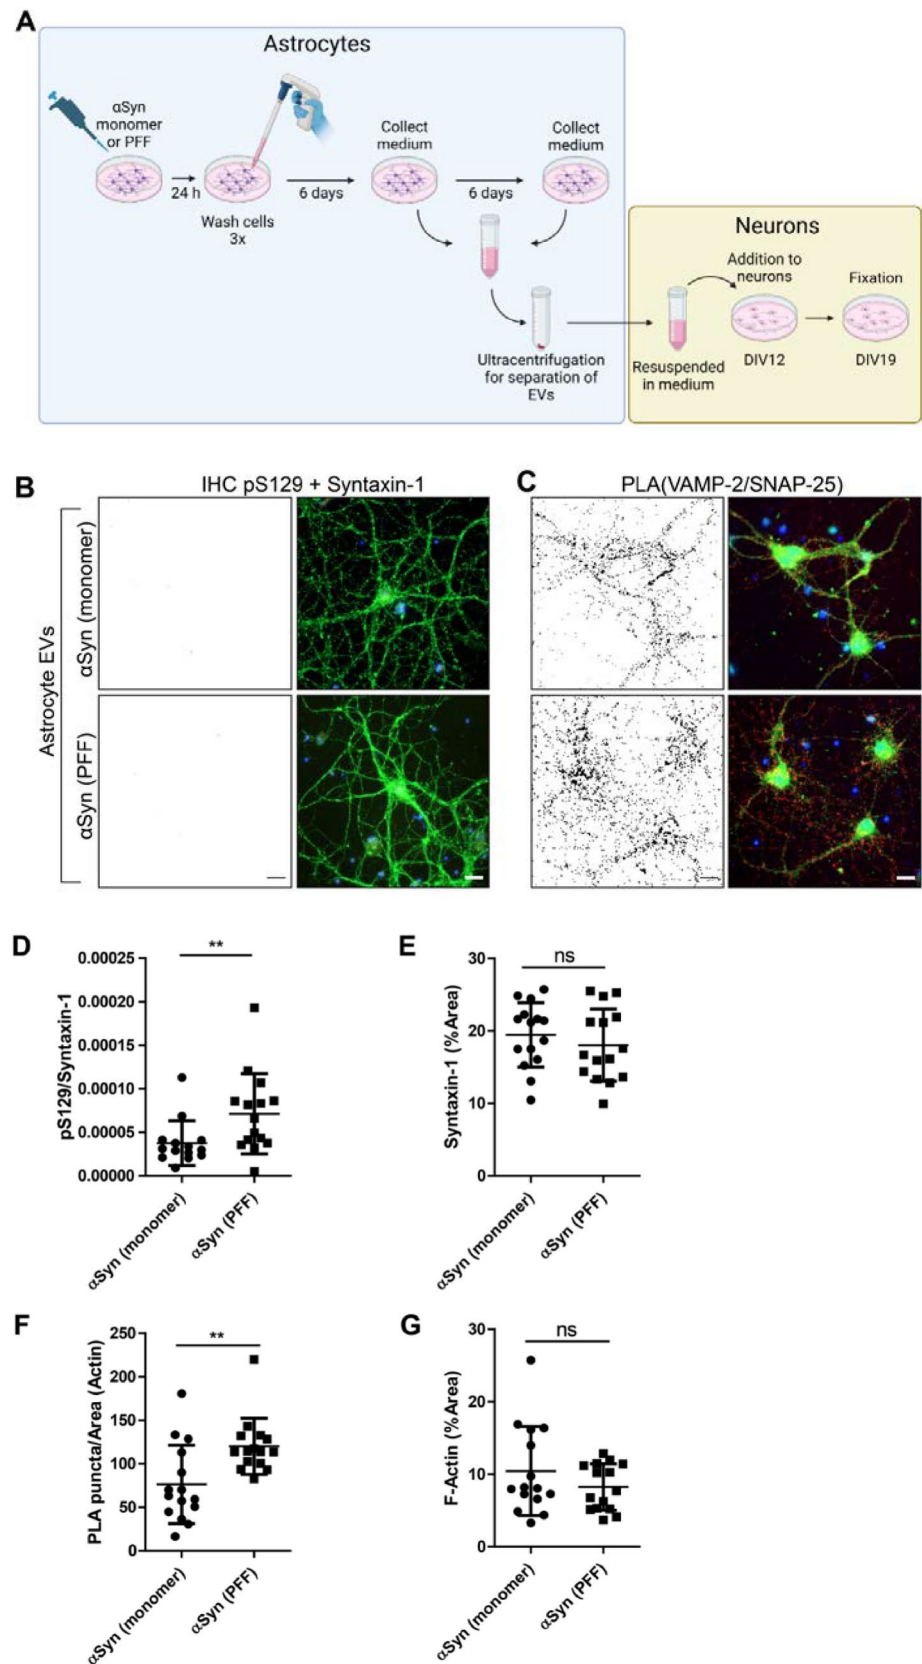 A
Astrocytes
αSyn
monomer
or PFF
24 h
Wash cells
3x
6 days
Collect
medium
6 days
Collect
medium
Ultracentrifugation
for separation of
EVs
Neurons
Addition to
neurons
Fixation
Resuspended
in medium
DIV12
DIV19
B
IHC pS129 + Syntaxin-1
Astrocyte EVs
αSyn (monomer)
αSyn (PFF)
C
PLA(VAMP-2/SNAP-25)
D
**
pS129/Syntaxin-1
0.00025
0.00020
0.00015
0.00010
0.00005
0.00000
αSyn (monomer)
αSyn (PFF)
E
ns
Syntaxin-1 (%Area)
30
20
10
0
αSyn (monomer)
αSyn (PFF)
F
**
PLA puncta/Area (Actin)
250
200
150
100
50
0
αSyn (monomer)
αSyn (PFF)
G
ns
F-Actin (%Area)
30
20
10
0
αSyn (monomer)
αSyn (PFF)